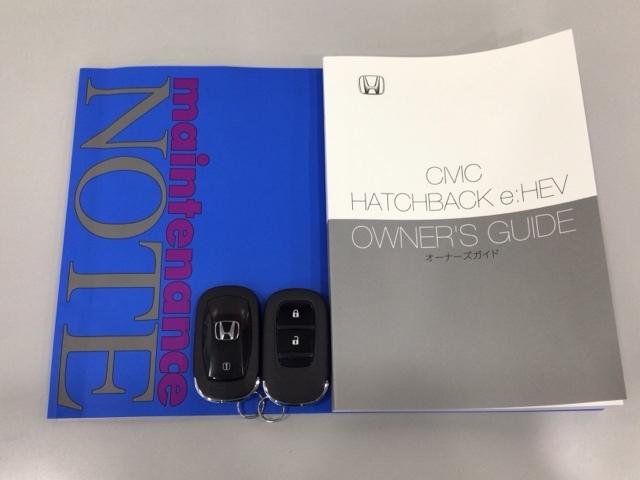 maintenance
NOTE
CIVIC
HATCHBACK e:HEV
OWNER'S GUIDE
オーナーズガイド